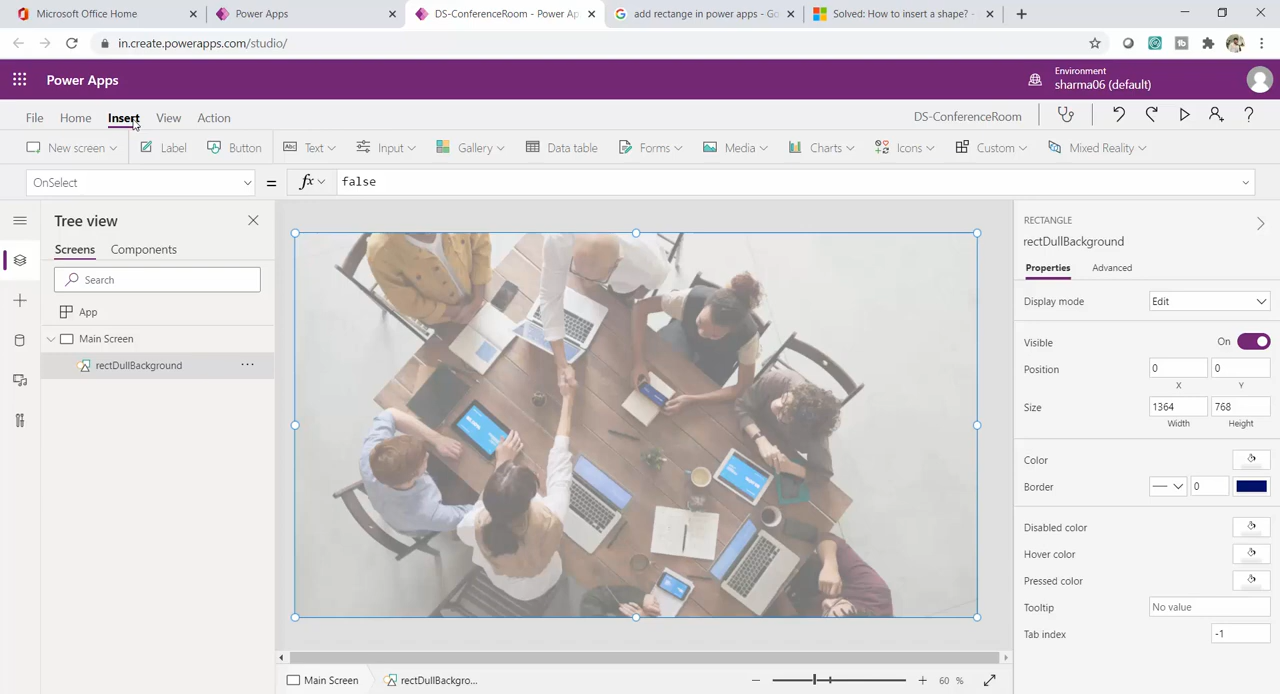 Microsoft Office Home
Power Apps
DS-ConferenceRoom - Power Ap
add rectange in power apps - Go
Solved: How to insert a shape? -
in.create.powerapps.com/studio/
Power Apps
Environment
sharma06 (default)
File
Home
Insert
View
Action
DS-ConferenceRoom
New screen
Label
Button
Text
Input
Gallery
Data table
Forms
Media
Charts
Icons
Custom
Mixed Reality
OnSelect
=
fx
false
Tree view
Screens
Components
Search
App
Main Screen
rectDullBackground
RECTANGLE
rectDullBackground
Properties
Advanced
Display mode
Edit
Visible
On
Position
0
0
X
Y
Size
1364
768
Width
Height
Color
Border
0
Disabled color
Hover color
Pressed color
Tooltip
No value
Tab index
-1
Main Screen
rectDullBackgro...
60 %